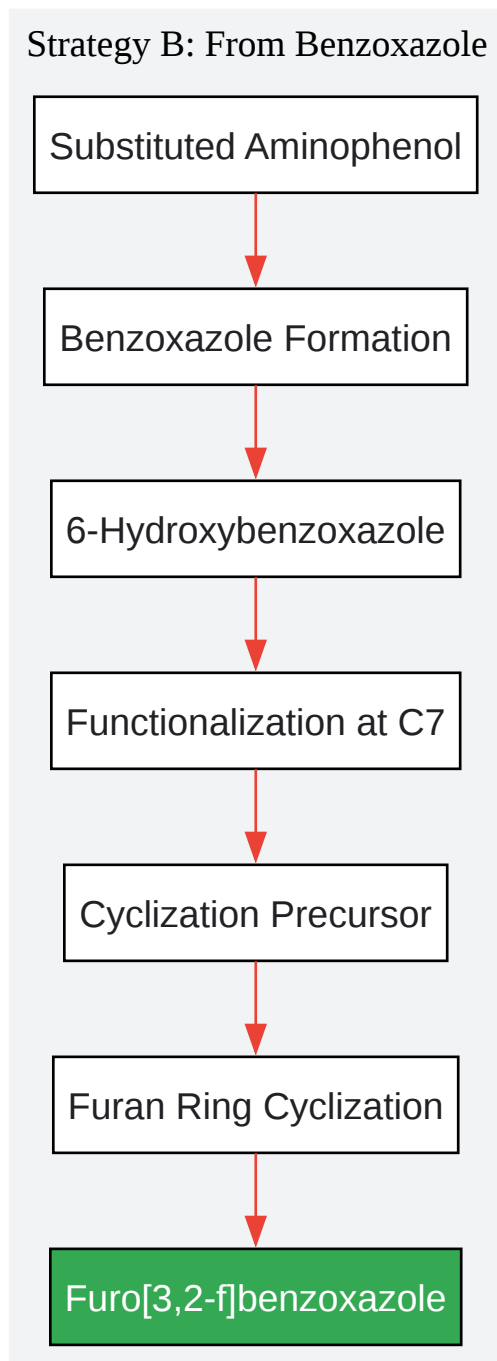 Strategy B: From Benzoxazole
Substituted Aminophenol
Benzoxazole Formation
6-Hydroxybenzoxazole
Functionalization at C7
Cyclization Precursor
Furan Ring Cyclization
Furo[3,2-f]benzoxazole